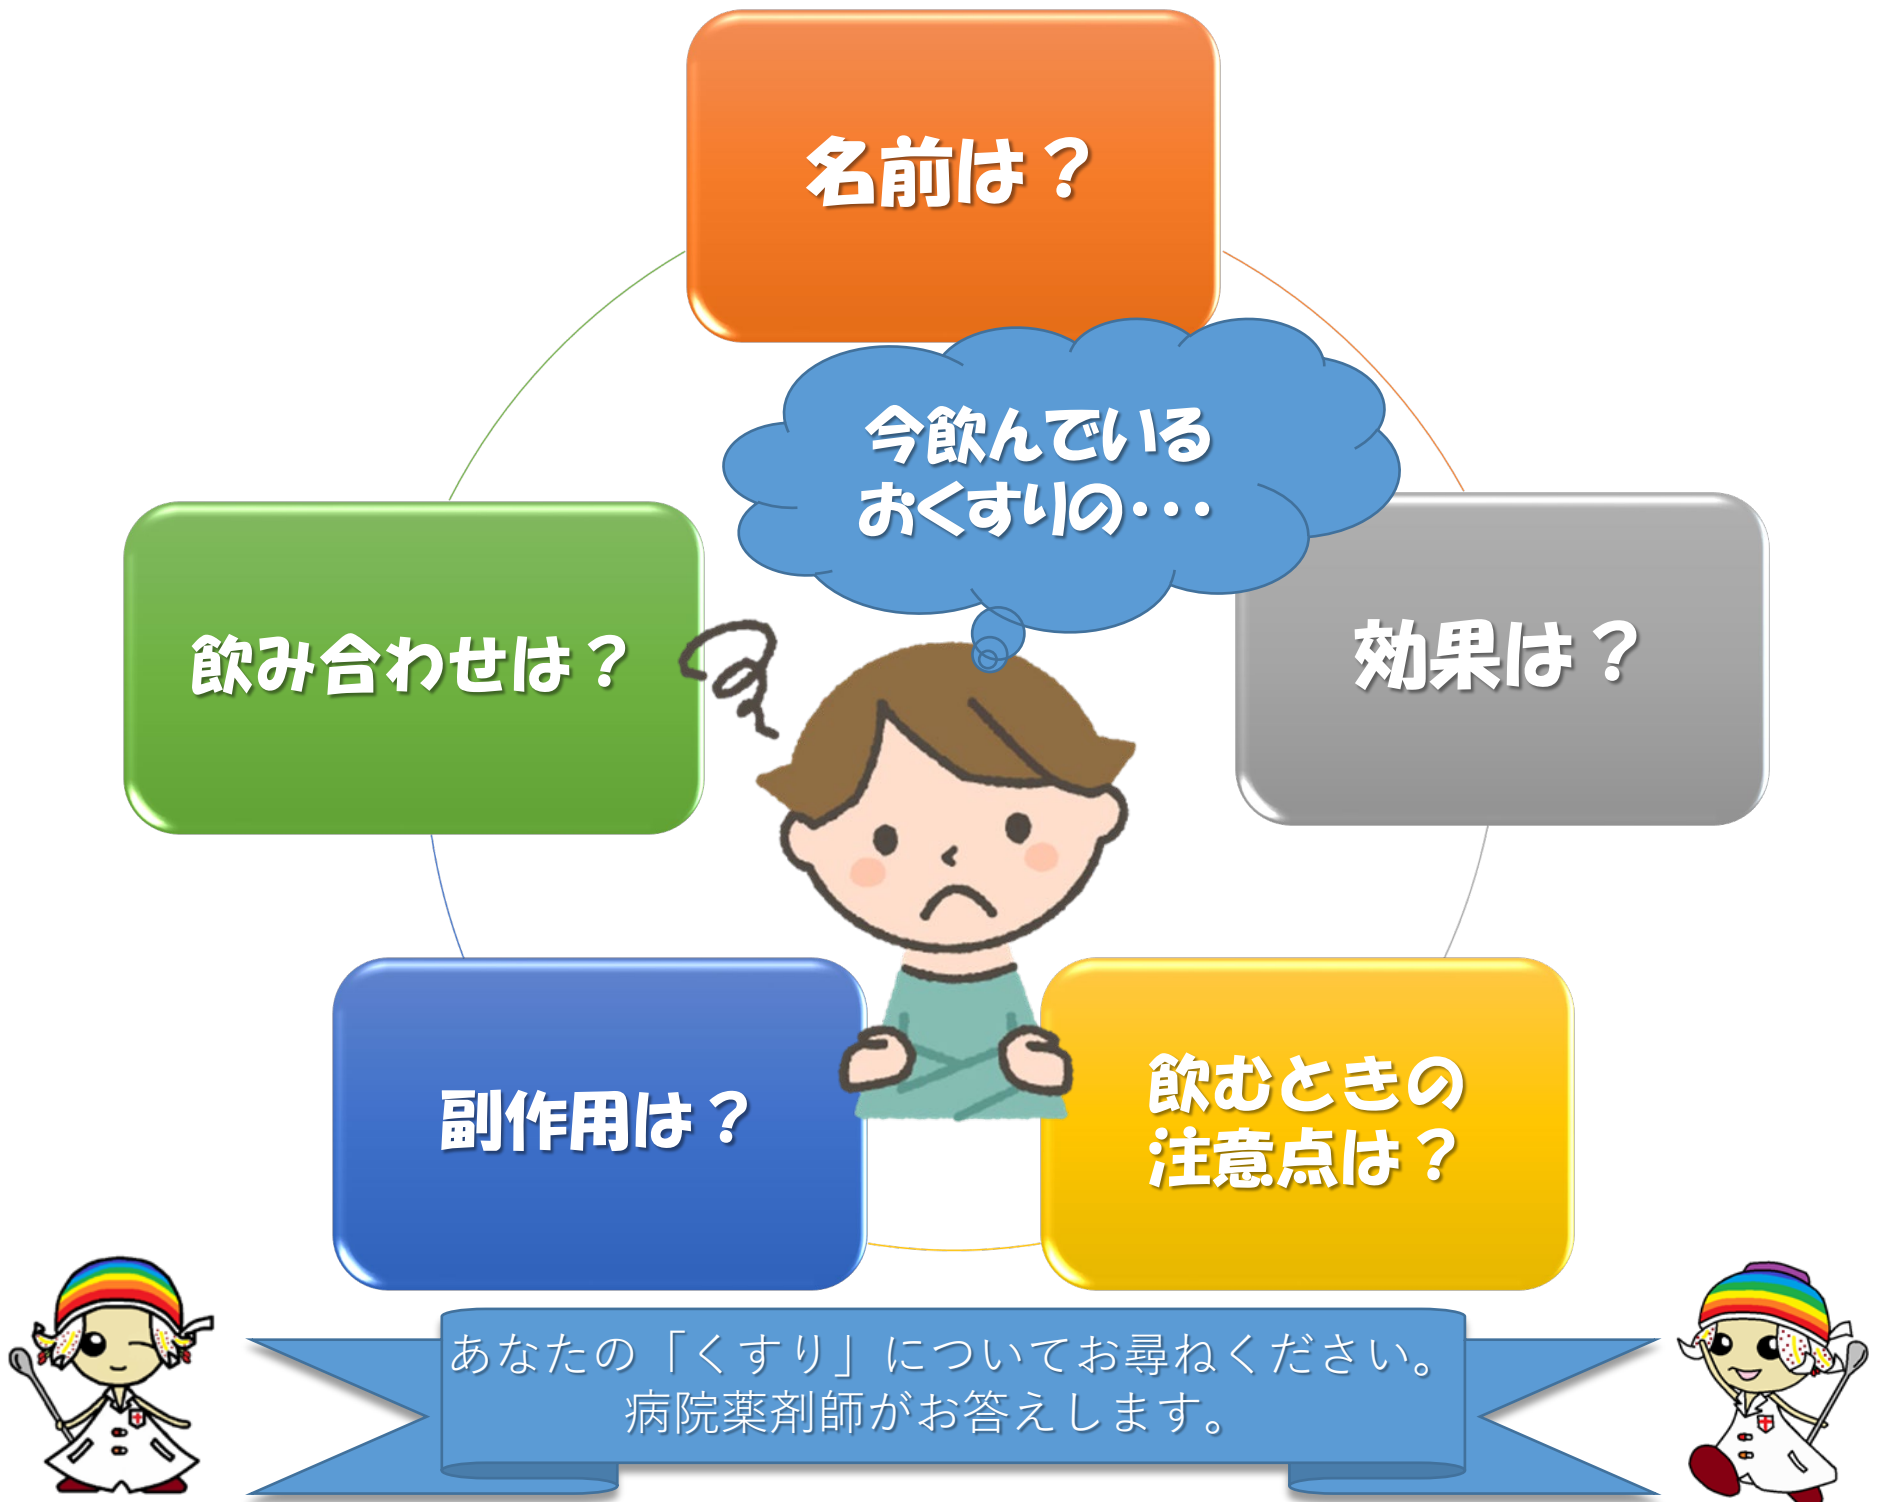 名前は？
今飲んでいる
おくすりの・・・
飲み合わせは？
効果は？
副作用は？
飲むときの
注意点は？
あなたの「くすり」についてお尋ねください。
病院薬剤師がお答えします。